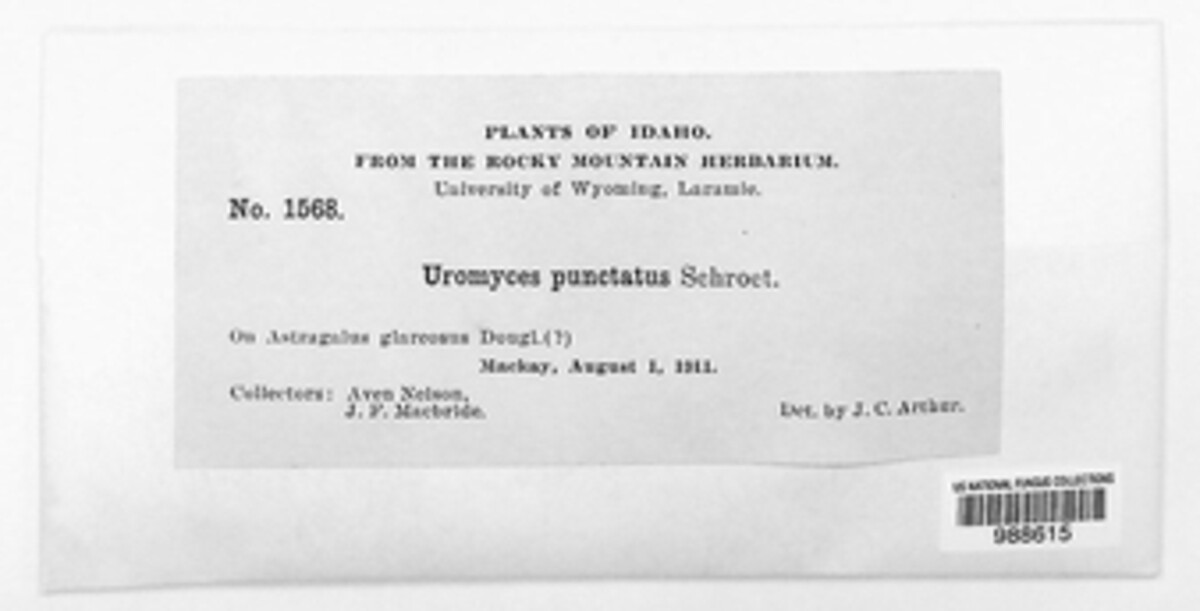 PLANTS OF IDAHO.
FROM THE ROCKY MOUNTAIN HERBARIUM.
University of Wyoming, Laramie.
No. 1568.
Uromyces punctatus Schroet.
On Astragalus glareosus Dougl.(?)
Mackay, August 1, 1911.
Collectors: Aven Nelson,
J. F. Macbride.
Det. by J. C. Arthur.
US NATIONAL FUNGUS COLLECTIONS
988615